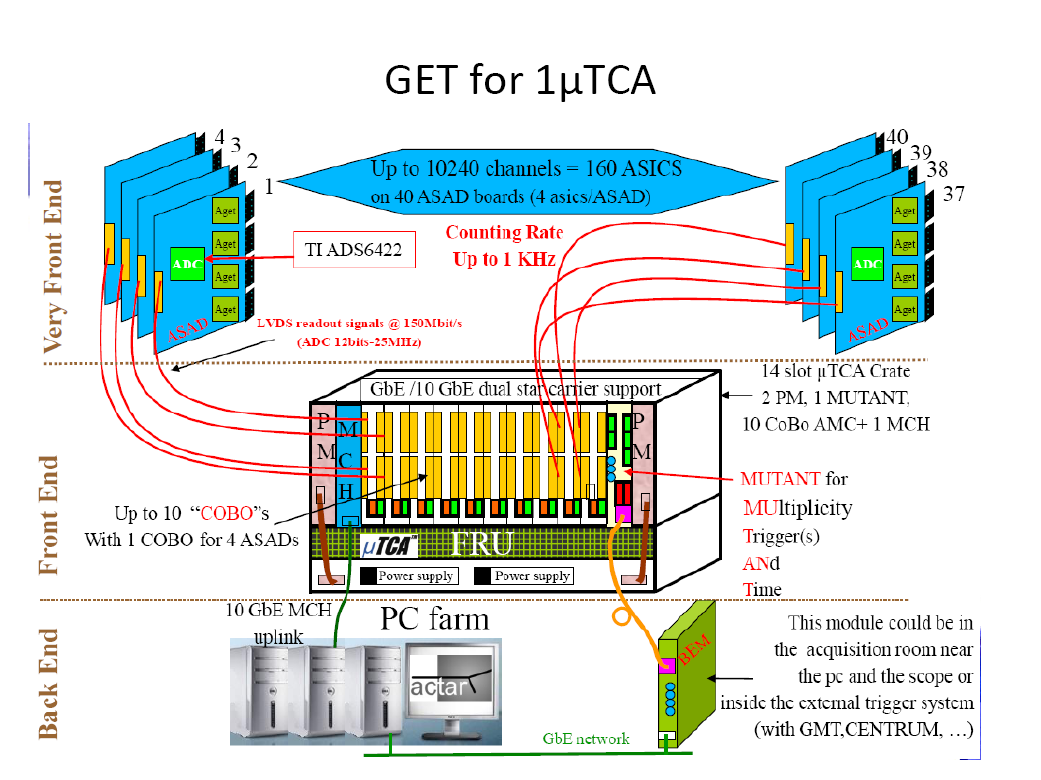 GET for 1μTCA
Very Front End
4
3
2
1
Aget
Aget
Aget
Aget
ADC
ASAD
TI ADS6422
Up to 10240 channels = 160 ASICS
on 40 ASAD boards (4 asics/ASAD)
Counting Rate
Up to 1 KHz
40
39
38
37
Aget
Aget
Aget
Aget
ADC
ASAD
LVDS readout signals @ 150Mbit/s
(ADC 12bits-25MHz)
Front End
GbE /10 GbE dual star carrier support
14 slot μTCA Crate
2 PM, 1 MUTANT,
10 CoBo AMC+ 1 MCH
P
M
M
C
H
P
M
Up to 10 “COBO”s
With 1 COBO for 4 ASADs
MUTANT for
MUltiplicity
Trigger(s)
ANd
Time
μTCA™
FRU
Power supply
Power supply
Back End
10 GbE MCH
uplink
PC farm
actar
BEM
This module could be in
the acquisition room near
the pc and the scope or
inside the external trigger system
(with GMT,CENTRUM, …)
GbE network